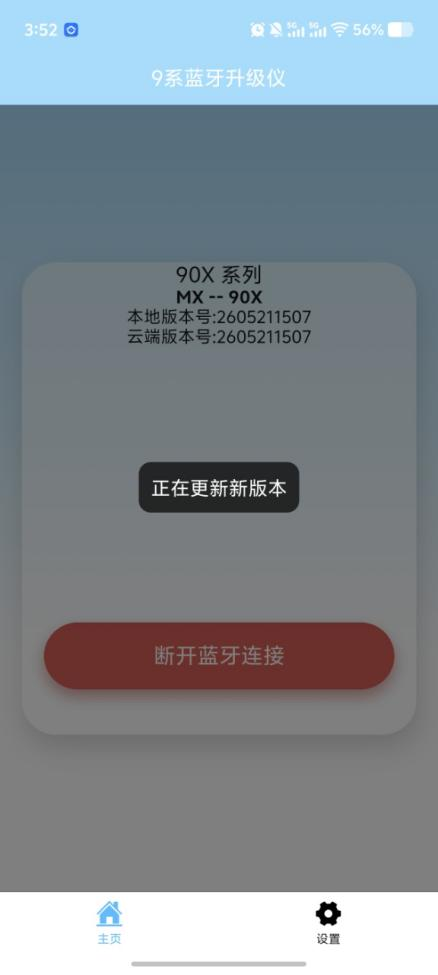 3:52
5G
5G
56%
9系蓝牙升级仪
90X 系列
MX -- 90X
本地版本号:2605211507
云端版本号:2605211507
正在更新新版本
断开蓝牙连接
主页
设置